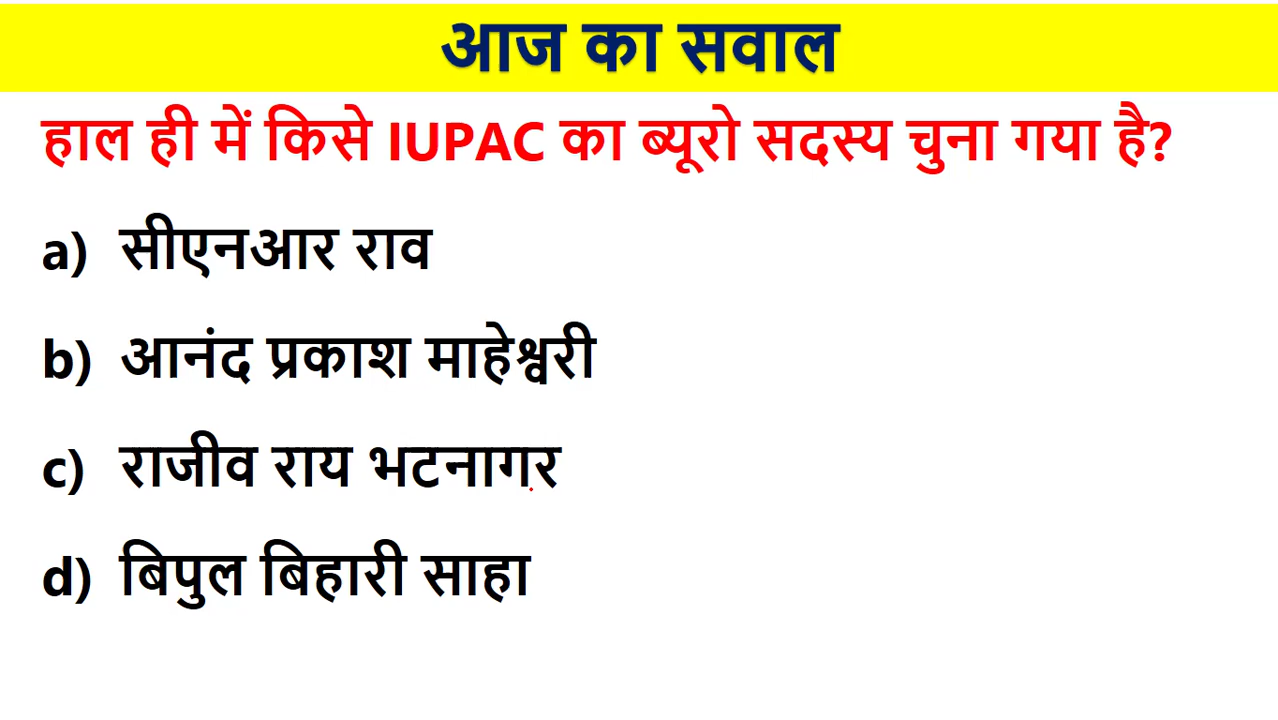 आज का सवाल
हाल ही में किसे IUPAC का ब्यूरो सदस्य चुना गया है?
a) सीएनआर राव
b) आनंद प्रकाश माहेश्वरी
c) राजीव राय भटनागर
d) बिपुल बिहारी साहा